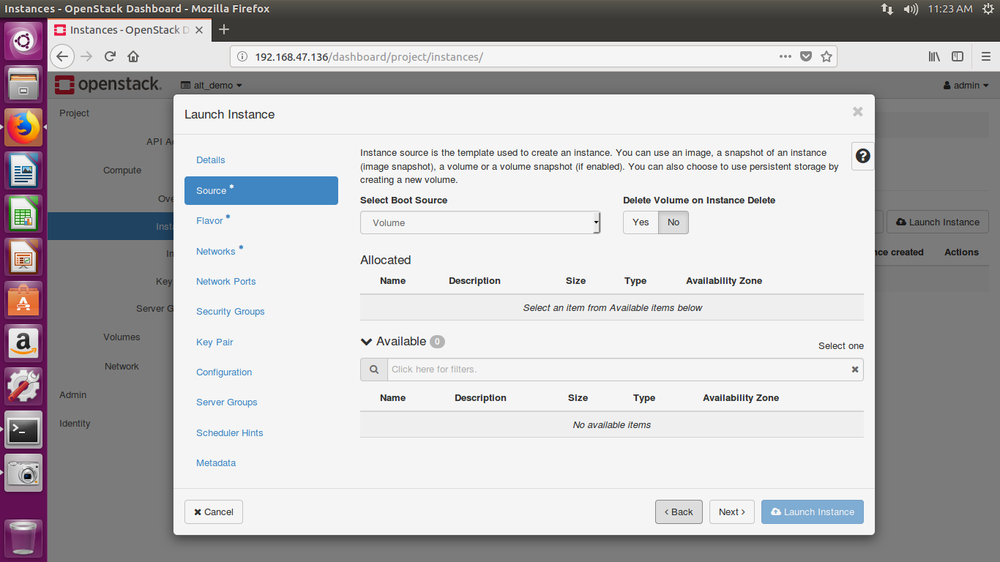 Instances - OpenStack Dashboard - Mozilla Firefox
11:23 AM
Instances - OpenStack D
192.168.47.136/dashboard/project/instances/
openstack.
alt_demo
admin
Project
API Ac
Compute
Ove
Insta
Im
Key
Server G
Volumes
Network
Admin
Identity
Launch Instance
nce created
Actions
Launch Instance
Details
Source *
Flavor *
Networks *
Network Ports
Security Groups
Key Pair
Configuration
Server Groups
Scheduler Hints
Metadata
Instance source is the template used to create an instance. You can use an image, a snapshot of an instance
(image snapshot), a volume or a volume snapshot (if enabled). You can also choose to use persistent storage by
creating a new volume.
Select Boot Source
Delete Volume on Instance Delete
Volume
Yes
No
Allocated
Name Description Size Type Availability Zone
Select an item from Available items below
Available 0
Select one
Click here for filters.
Name Description Size Type Availability Zone
No available items
Cancel
Back
Next
Launch Instance